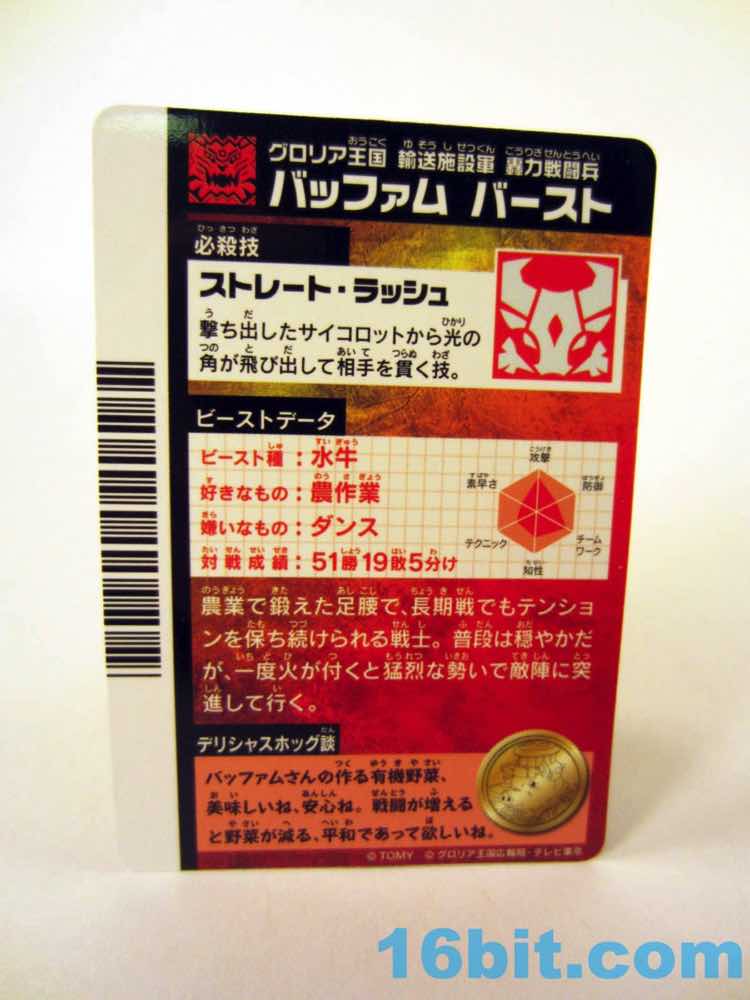 グロリア王国 輸送施設軍 轟力戦闘兵
バッファム バースト
必殺技
ストレート・ラッシュ
撃ち出したサイコロットから光の
角が飛び出して相手を貫く技。
ビーストデータ
ビースト種：水牛
好きなもの：農作業
嫌いなもの：ダンス
対戦成績：51勝19敗5分け
攻撃
防御
チーム
ワーク
知性
テクニック
素早さ
農業で鍛えた足腰で、長期戦でもテンショ
ンを保ち続けられる戦士。普段は穏やかだ
が、一度火が付くと猛烈な勢いで敵陣に突
進して行く。
デリシャスホッグ談
バッファムさんの作る有機野菜、
美味しいね、安心ね。戦闘が増える
と野菜が減る、平和であって欲しいね。
© TOMY © グロリア王国広報局・テレビ東京
16bit.com